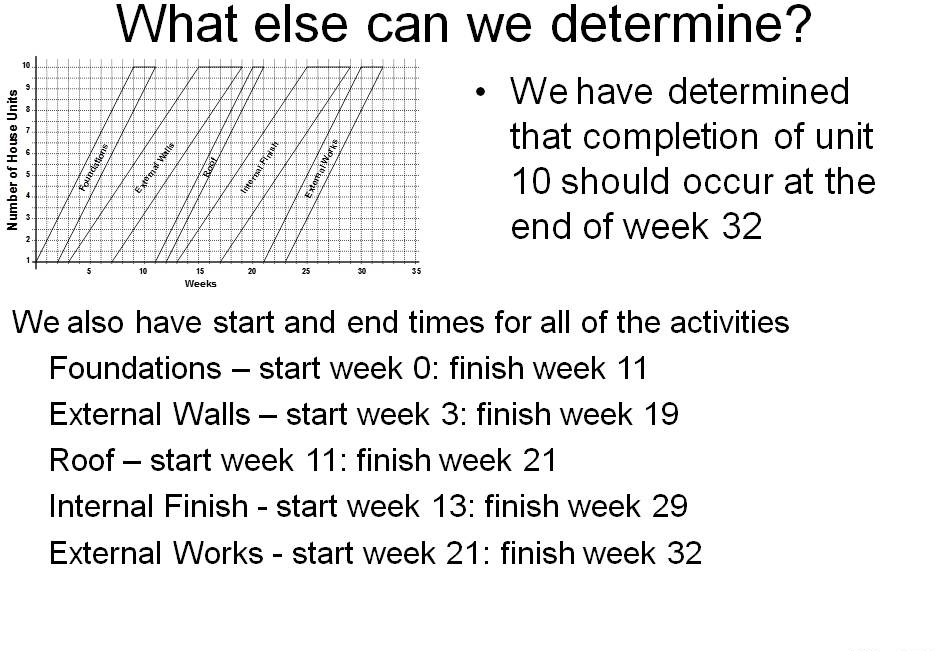 What else can we determine?
Number of House Units
10
9
8
7
6
5
4
3
2
1
Foundations
External Walls
Roof
Internal Finish
External Works
5 10 15 20 25 30 35
Weeks
• We have determined
that completion of unit
10 should occur at the
end of week 32
We also have start and end times for all of the activities
Foundations – start week 0: finish week 11
External Walls – start week 3: finish week 19
Roof – start week 11: finish week 21
Internal Finish - start week 13: finish week 29
External Works - start week 21: finish week 32